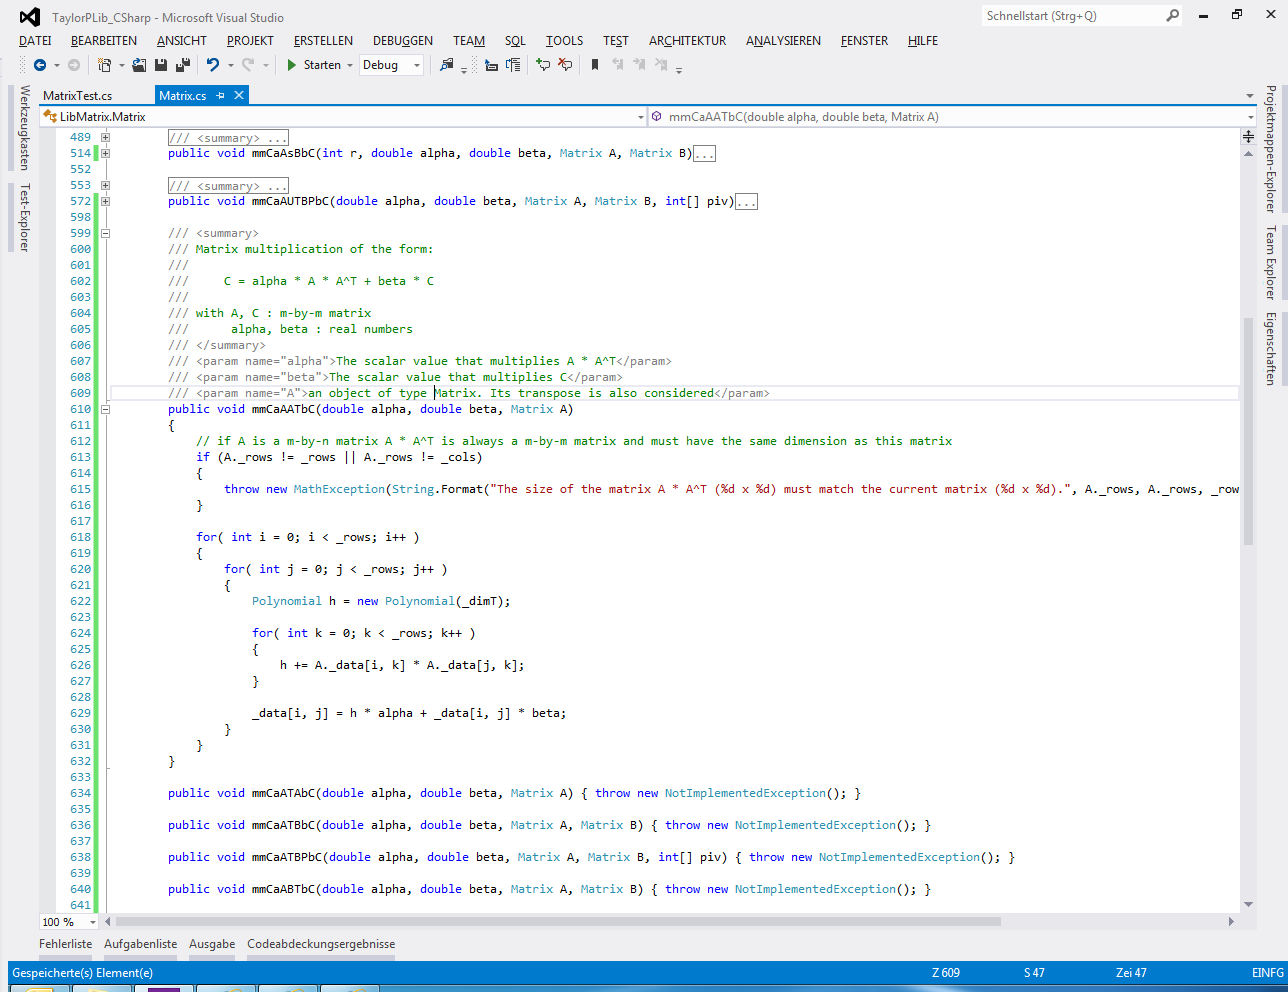 TaylorPLib_CSharp - Microsoft Visual Studio
Schnellstart (Strg+Q)
DATEI BEARBEITEN ANSICHT PROJEKT ERSTELLEN DEBUGGEN TEAM SQL TOOLS TEST ARCHITEKTUR ANALYSIEREN FENSTER HILFE
Starten Debug
MatrixTest.cs Matrix.cs
LibMatrix.Matrix mmCaAATbC(double alpha, double beta, Matrix A)
Werkzeugkasten
Test-Explorer
Projektmappen-Explorer
Team Explorer
Eigenschaften
489 /// <summary> ...
514 public void mmCaAsBbC(int r, double alpha, double beta, Matrix A, Matrix B)...
552
553 /// <summary> ...
572 public void mmCaAUTBPbC(double alpha, double beta, Matrix A, Matrix B, int[] piv)...
598
599 /// <summary>
600 /// Matrix multiplication of the form:
601 ///
602 /// C = alpha * A * A^T + beta * C
603 ///
604 /// with A, C : m-by-m matrix
605 /// alpha, beta : real numbers
606 /// </summary>
607 /// <param name="alpha">The scalar value that multiplies A * A^T</param>
608 /// <param name="beta">The scalar value that multiplies C</param>
609 /// <param name="A">an object of type Matrix. Its transpose is also considered</param>
610 public void mmCaAATbC(double alpha, double beta, Matrix A)
611 {
612 // if A is a m-by-n matrix A * A^T is always a m-by-m matrix and must have the same dimension as this matrix
613 if (A._rows != _rows || A._rows != _cols)
614 {
615 throw new MathException(String.Format("The size of the matrix A * A^T (%d x %d) must match the current matrix (%d x %d).", A._rows, A._rows, _row
616 }
617
618 for( int i = 0; i < _rows; i++ )
619 {
620 for( int j = 0; j < _rows; j++ )
621 {
622 Polynomial h = new Polynomial(_dimT);
623
624 for( int k = 0; k < _rows; k++ )
625 {
626 h += A._data[i, k] * A._data[j, k];
627 }
628
629 _data[i, j] = h * alpha + _data[i, j] * beta;
630 }
631 }
632 }
633
634 public void mmCaATAbC(double alpha, double beta, Matrix A) { throw new NotImplementedException(); }
635
636 public void mmCaATBbC(double alpha, double beta, Matrix A, Matrix B) { throw new NotImplementedException(); }
637
638 public void mmCaATBPbC(double alpha, double beta, Matrix A, Matrix B, int[] piv) { throw new NotImplementedException(); }
639
640 public void mmCaABTbC(double alpha, double beta, Matrix A, Matrix B) { throw new NotImplementedException(); }
641
100 %
Fehlerliste Aufgabenliste Ausgabe Codeabdeckungsergebnisse
Gespeicherte(s) Element(e) Z 609 S 47 Zei 47 EINFG